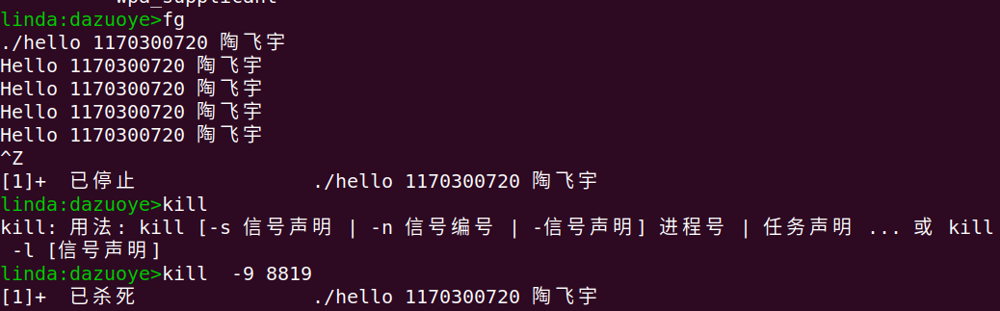 wpa_supplicant
linda:dazuoye>fg
./hello 1170300720 陶飞宇
Hello 1170300720 陶飞宇
Hello 1170300720 陶飞宇
Hello 1170300720 陶飞宇
Hello 1170300720 陶飞宇
^Z
[1]+  已停止               ./hello 1170300720 陶飞宇
linda:dazuoye>kill
kill: 用法: kill [-s 信号声明 | -n 信号编号 | -信号声明] 进程号 | 任务声明 ... 或 kill
 -l [信号声明]
linda:dazuoye>kill  -9 8819
[1]+  已杀死               ./hello 1170300720 陶飞宇